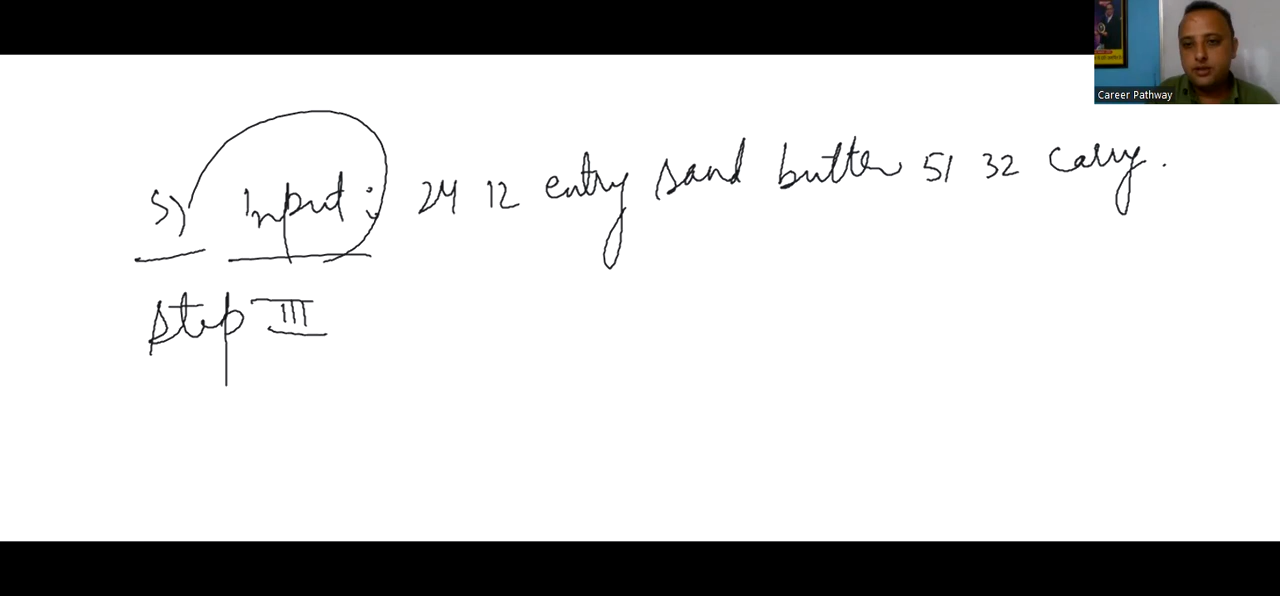 Career Pathway
5) Input: 24 12 entry sand butter 51 32 carry.
Step III